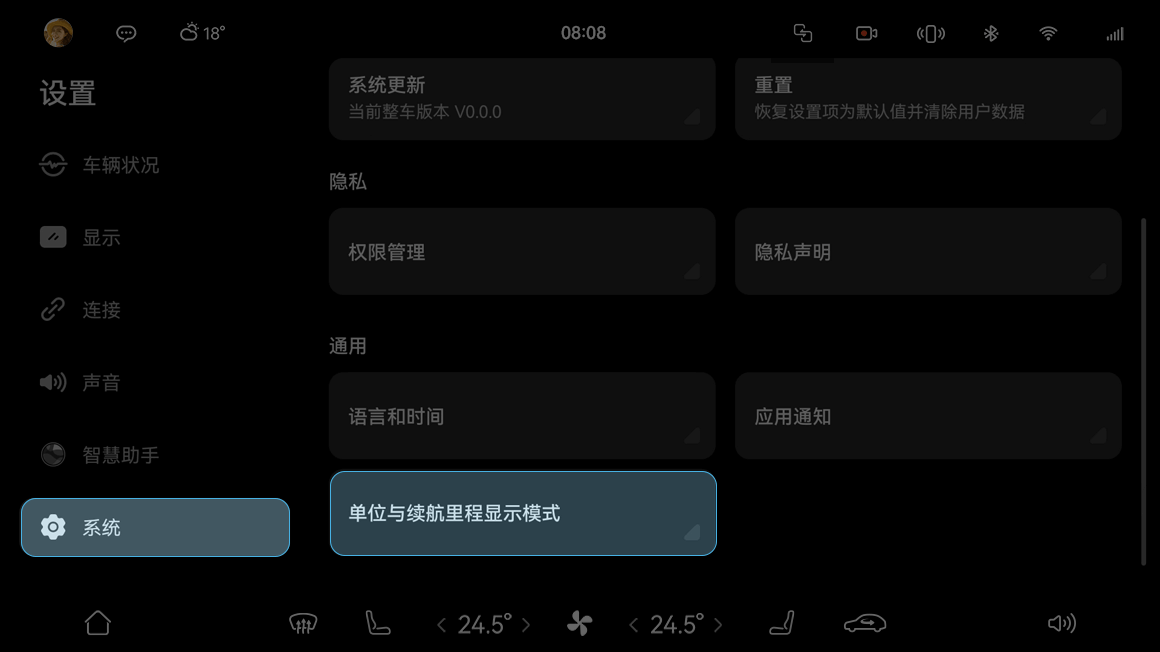 18°
08:08
设置
车辆状况
显示
连接
声音
智慧助手
系统
系统更新
当前整车版本 V0.0.0
重置
恢复设置项为默认值并清除用户数据
隐私
权限管理
隐私声明
通用
语言和时间
应用通知
单位与续航里程显示模式
24.5°
24.5°